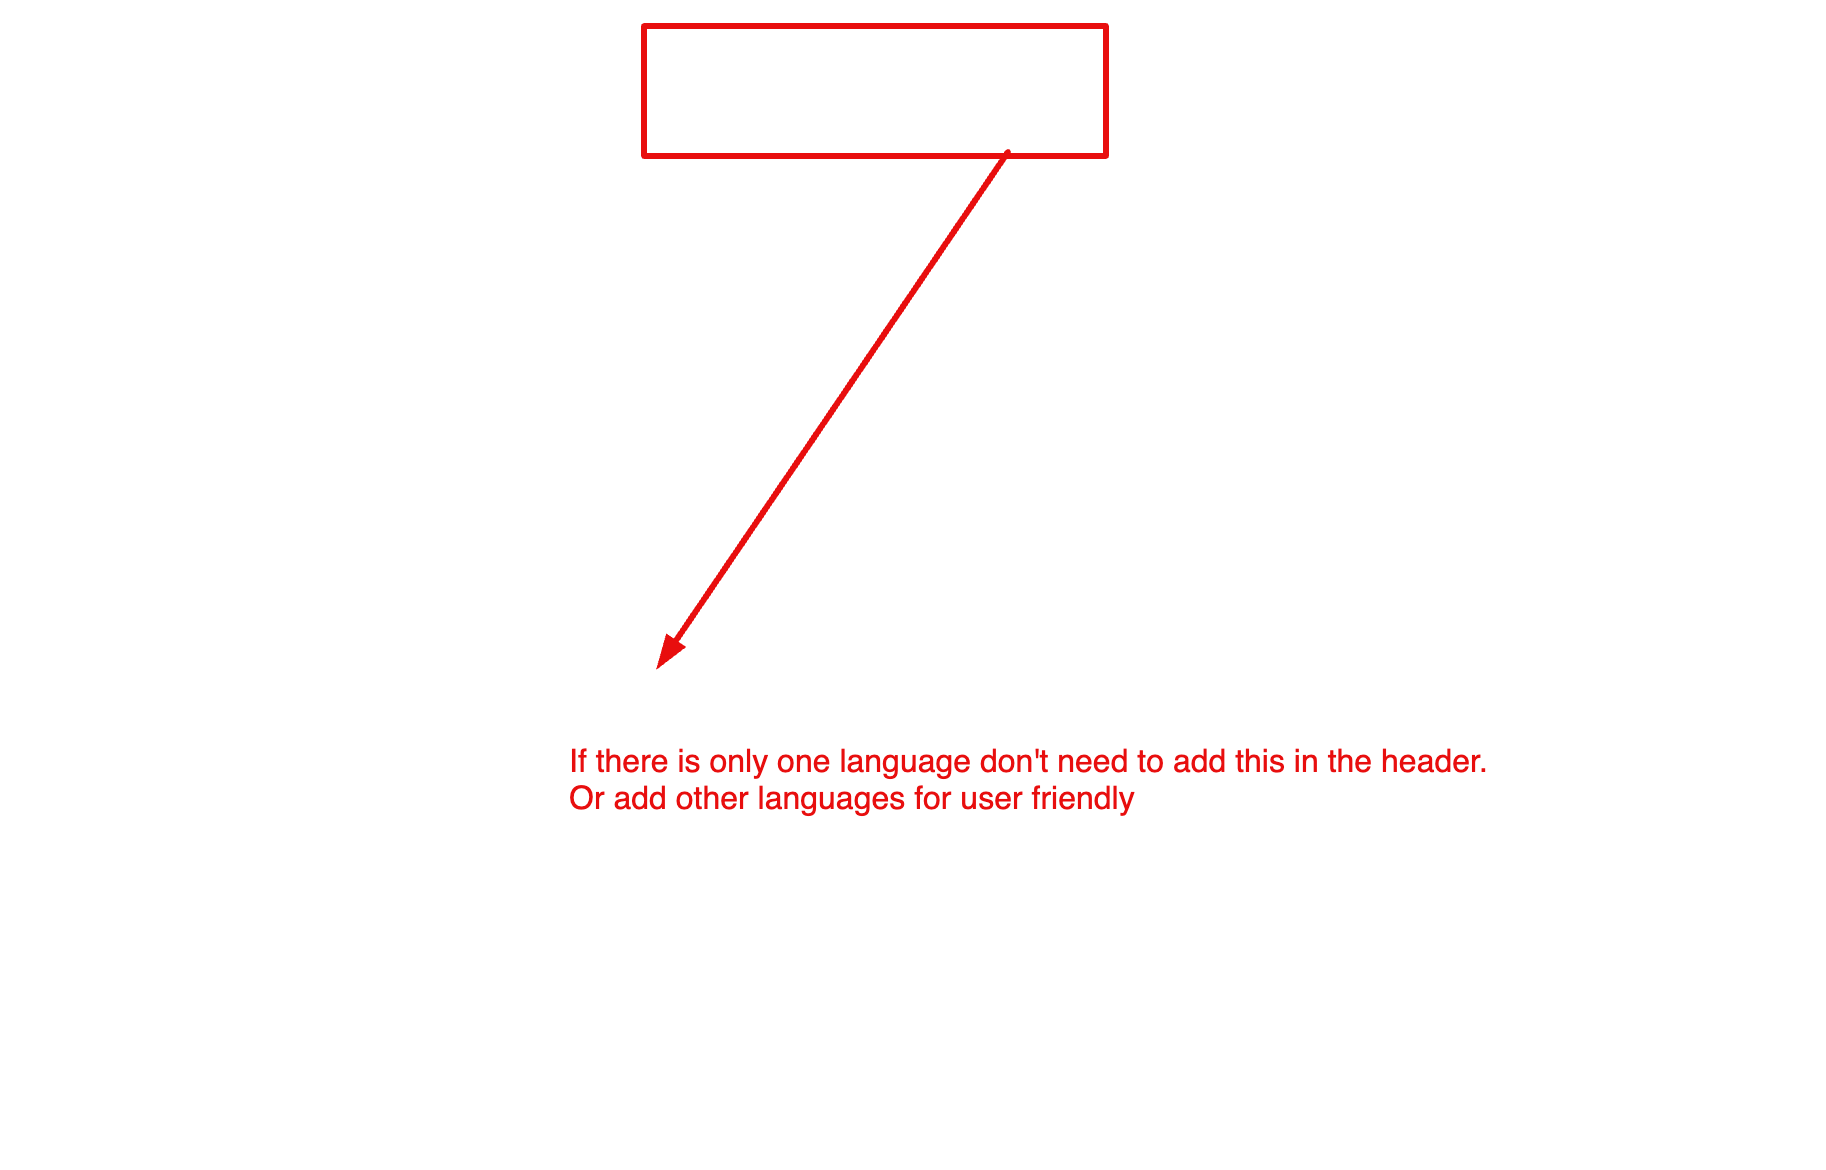 If there is only one language don't need to add this in the header.
Or add other languages for user friendly